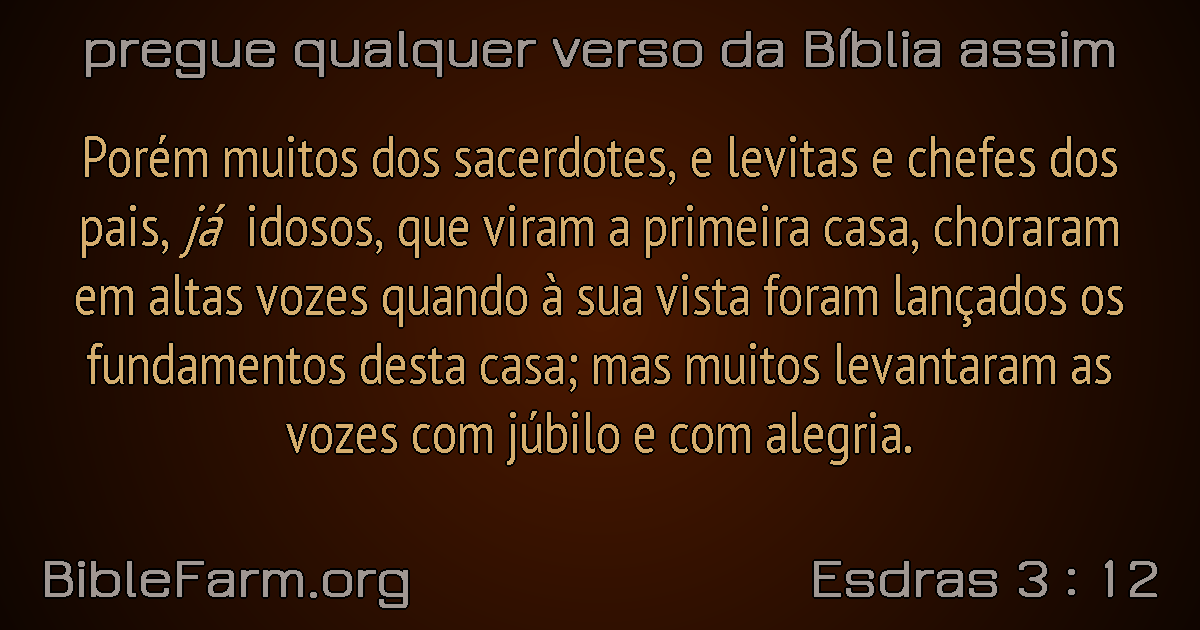 pregue qualquer verso da Bíblia assim
Porém muitos dos sacerdotes, e levitas e chefes dos
pais, já idosos, que viram a primeira casa, choraram
em altas vozes quando à sua vista foram lançados os
fundamentos desta casa; mas muitos levantaram as
vozes com júbilo e com alegria.
BibleFarm.org
Esdras 3 : 12